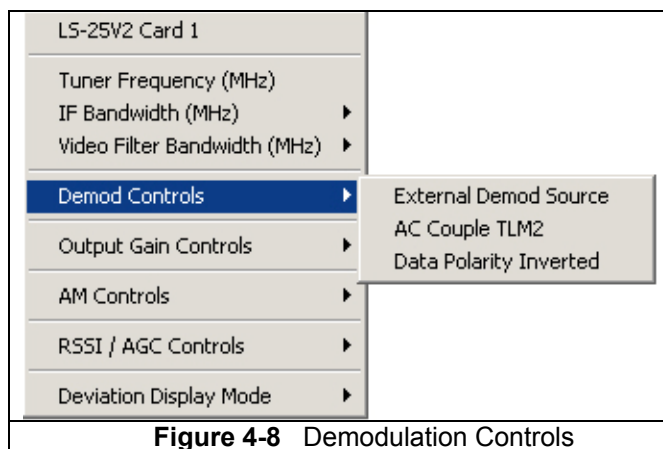 LS-25V2 Card 1
Tuner Frequency (MHz)
IF Bandwidth (MHz)
Video Filter Bandwidth (MHz)
Demod Controls
External Demod Source
AC Couple TLM2
Data Polarity Inverted
Output Gain Controls
AM Controls
RSSI / AGC Controls
Deviation Display Mode
Figure 4-8 Demodulation Controls